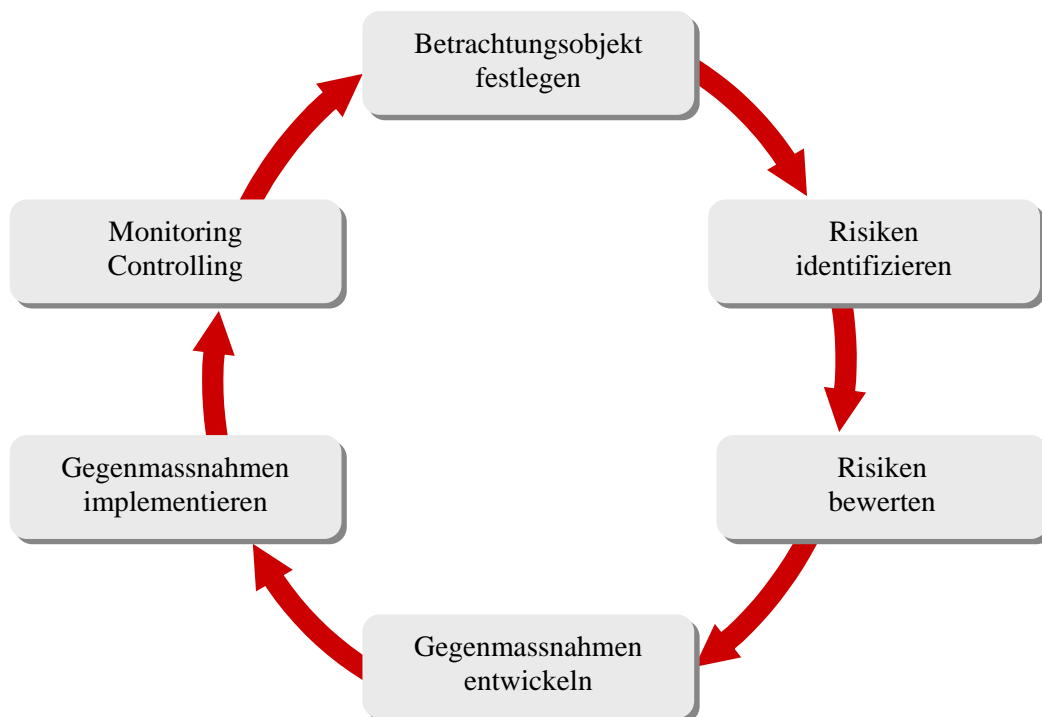 Betrachtungsobjekt
festlegen
Risiken
identifizieren
Risiken
bewerten
Gegenmassnahmen
entwickeln
Gegenmassnahmen
implementieren
Monitoring
Controlling